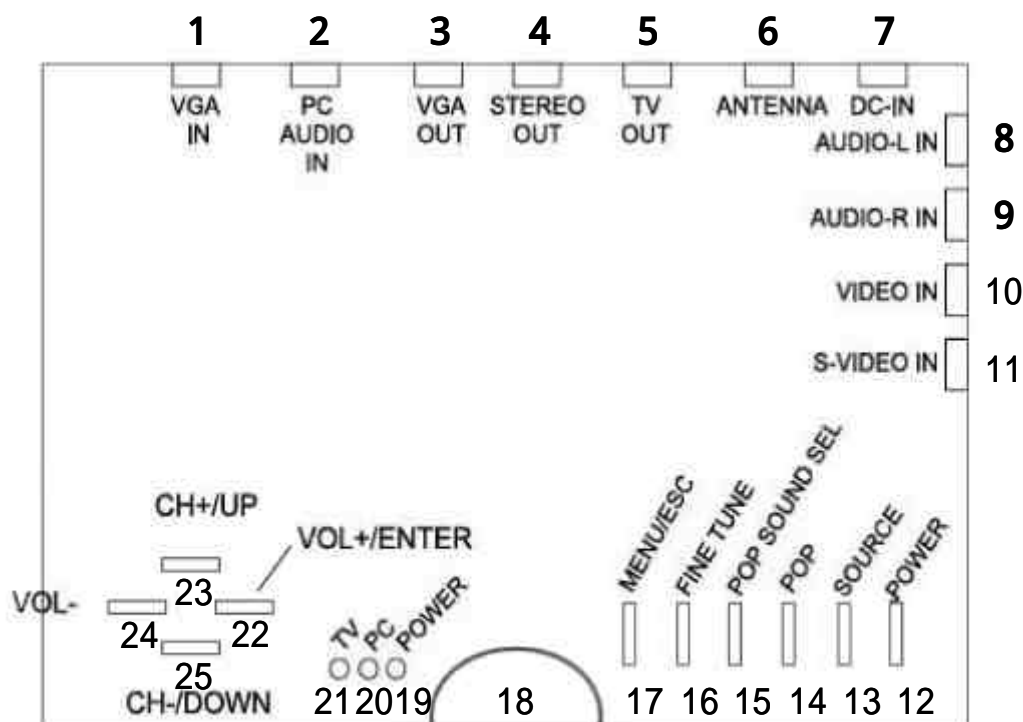 1 2 3 4 5 6 7
VGA IN
PC AUDIO IN
VGA OUT
STEREO OUT
TV OUT
ANTENNA
DC-IN
AUDIO-L IN 8
AUDIO-R IN 9
VIDEO IN 10
S-VIDEO IN 11
CH+/UP
VOL+/ENTER
MENU/ESC
FINE TUNE
POP SOUND SEL
POP
SOURCE
POWER
VOL-
23
24
22
25
CH-/DOWN
TV
PC
POWER
21 20 19 18 17 16 15 14 13 12